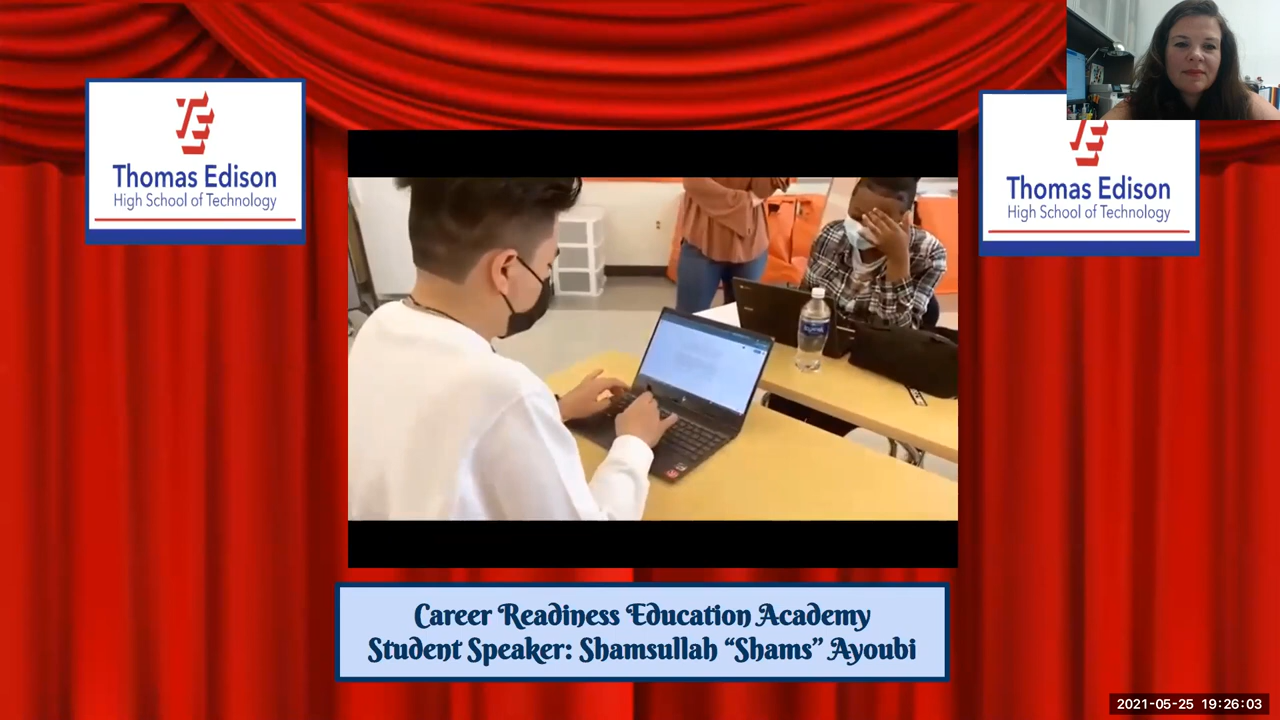 Thomas Edison
High School of Technology
Thomas Edison
High School of Technology
Career Readiness Education Academy
Student Speaker: Shamsullah “Shams” Ayoubi
2021-05-25 19:26:03